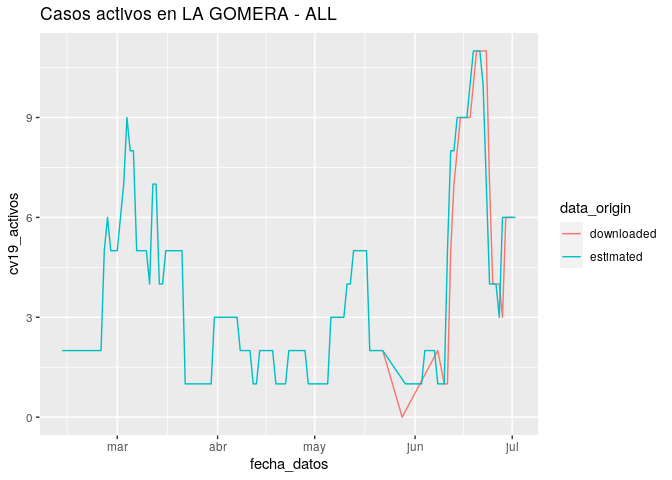 Casos activos en LA GOMERA - ALL
cv19_activos
9
6
3
0
mar
abr
may
jun
jul
fecha_datos
data_origin
downloaded
estimated